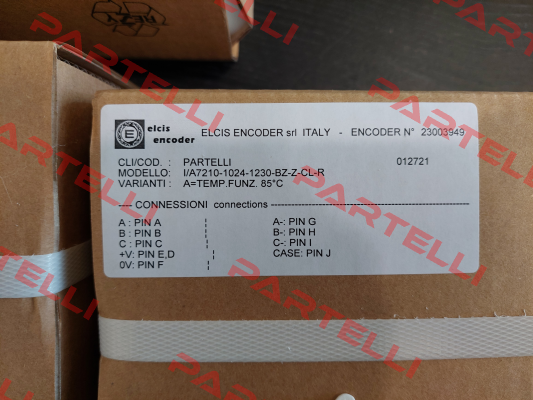 elcis
encoder
ELCIS ENCODER srl ITALY - ENCODER N° 23003949
CLI/COD. : PARTELLI 012721
MODELLO: I/A7210-1024-1230-BZ-Z-CL-R
VARIANTI : A=TEMP.FUNZ. 85°C
---- CONNESSIONI connections ----
A : PIN A
B : PIN B
C : PIN C
+V: PIN E,D
0V: PIN F
A-: PIN G
B-: PIN H
C-: PIN I
CASE: PIN J
PARTELLI
PARTELLI
PARTELLI
PARTELLI
PARTELLI